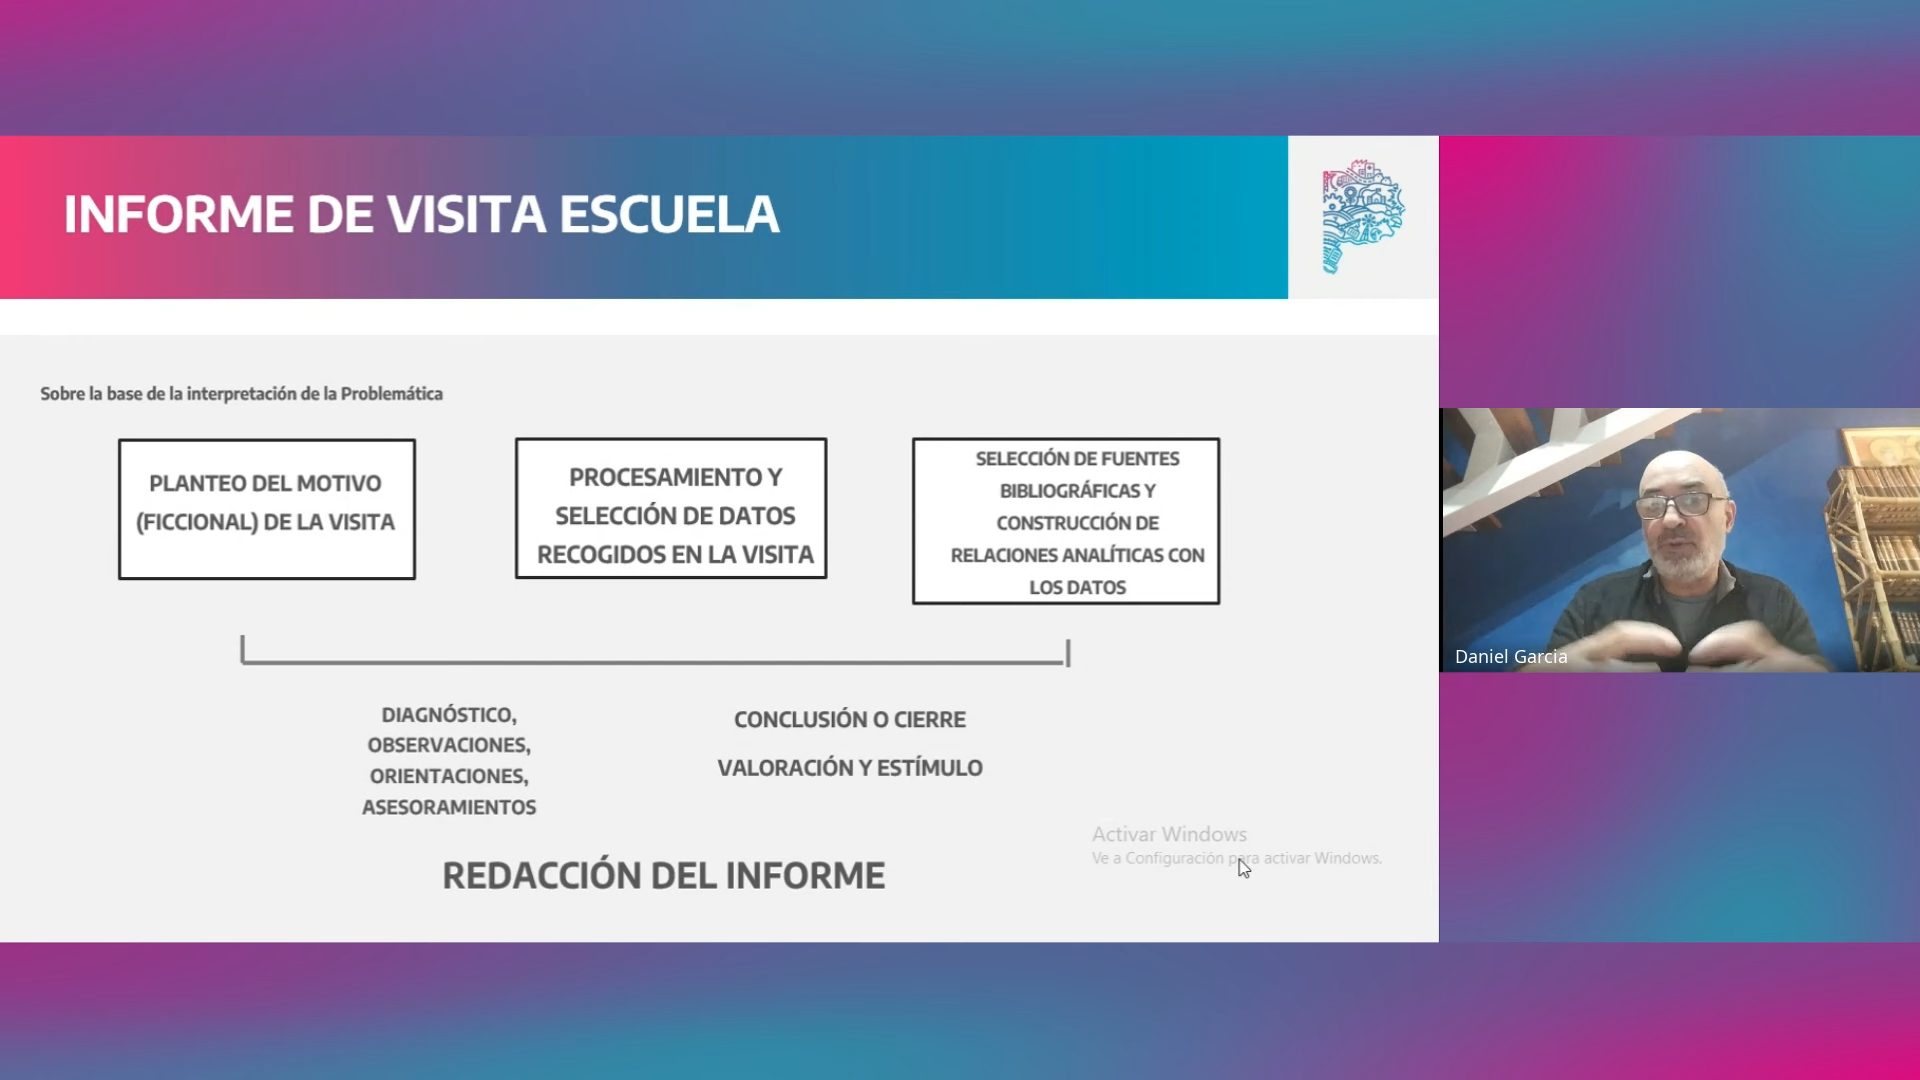 INFORME DE VISITA ESCUELA
Sobre la base de la interpretación de la Problemática
PLANTEO DEL MOTIVO
(FICCIONAL) DE LA VISITA
PROCESAMIENTO Y
SELECCIÓN DE DATOS
RECOGIDOS EN LA VISITA
SELECCIÓN DE FUENTES
BIBLIOGRÁFICAS Y
CONSTRUCCIÓN DE
RELACIONES ANALÍTICAS CON
LOS DATOS
DIAGNÓSTICO,
OBSERVACIONES,
ORIENTACIONES,
ASESORAMIENTOS
CONCLUSIÓN O CIERRE
VALORACIÓN Y ESTÍMULO
REDACCIÓN DEL INFORME
Activar Windows
Ve a Configuración para activar Windows.
Daniel Garcia